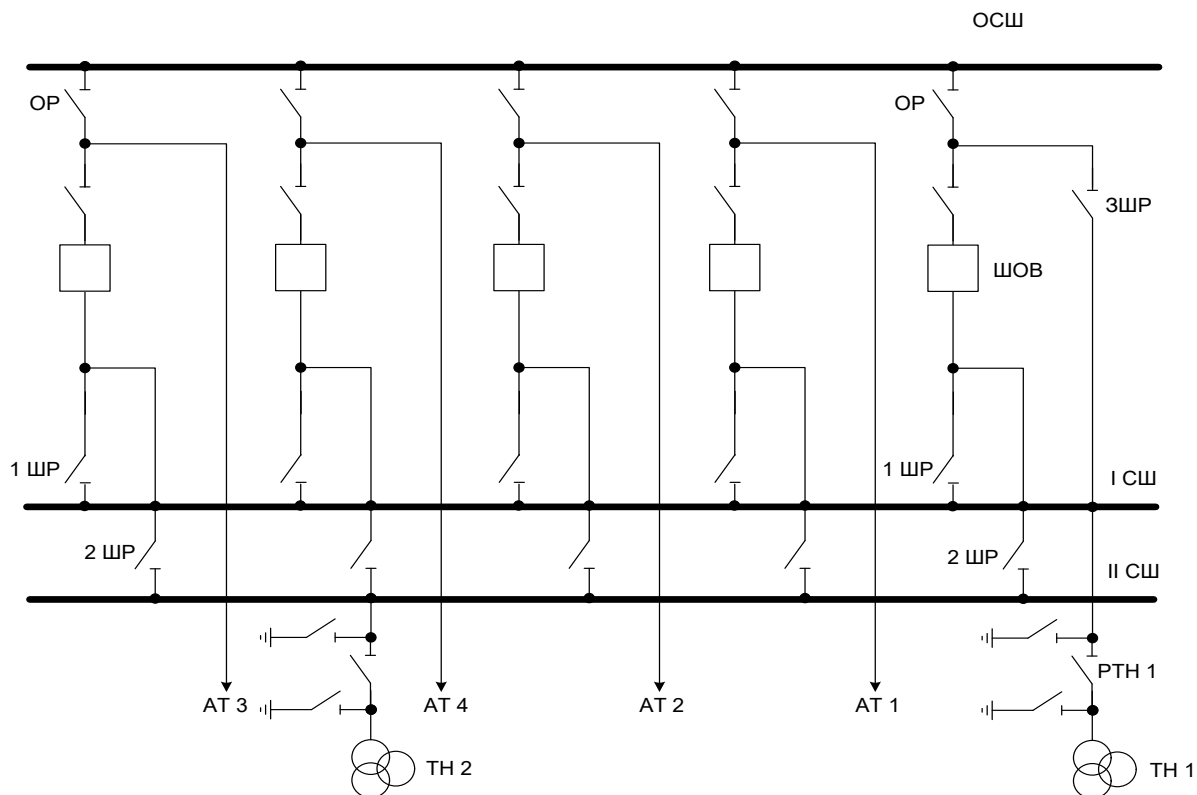 ОСШ
ОР
ОР
ЗШР
ШОВ
1 ШР
1 ШР
I СШ
2 ШР
2 ШР
II СШ
АТ 3
АТ 4
АТ 2
АТ 1
РТН 1
ТН 2
ТН 1